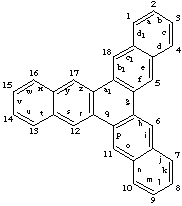 2
1 a b 3
d₁ c
d 4
18 c₁
b₁ e
16 17 f 5
15 w x y z a₁
v g
14 u t s r q
13 12 h 6
p i
11 o j 7
n k
m l 8
10 9